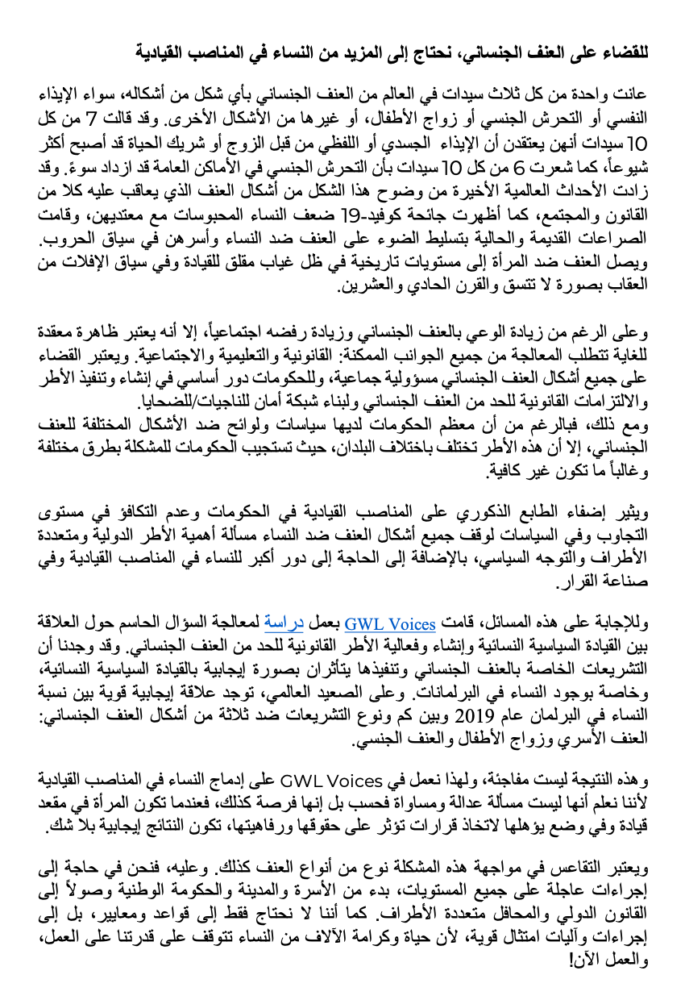 للقضاء على العنف الجنساني، نحتاج إلى المزيد من النساء في المناصب القيادية
عانت واحدة من كل ثلاث سيدات في العالم من العنف الجنساني بأي شكل من أشكاله، سواء الإيذاء
النفسي أو التحرش الجنسي أو زواج الأطفال، أو غيرها من الأشكال الأخرى. وقد قالت 7 من كل
10 سيدات أنهن يعتقدن أن الإيذاء  الجسدي أو اللفظي من قبل الزوج أو شريك الحياة قد أصبح أكثر
شيوعاً، كما شعرت 6 من كل 10 سيدات بأن التحرش الجنسي في الأماكن العامة قد ازداد سوءً. وقد
زادت الأحداث العالمية الأخيرة من وضوح هذا الشكل من أشكال العنف الذي يعاقب عليه كلا من
القانون والمجتمع، كما أظهرت جائحة كوفيد-19 ضعف النساء المحبوسات مع معتديهن، وقامت
الصراعات القديمة والحالية بتسليط الضوء على العنف ضد النساء وأسرهن في سياق الحروب.
ويصل العنف ضد المرأة إلى مستويات تاريخية في ظل غياب مقلق للقيادة وفي سياق الإفلات من
العقاب بصورة لا تتسق والقرن الحادي والعشرين.
وعلى الرغم من زيادة الوعي بالعنف الجنساني وزيادة رفضه اجتماعياً، إلا أنه يعتبر ظاهرة معقدة
للغاية تتطلب المعالجة من جميع الجوانب الممكنة: القانونية والتعليمية والاجتماعية. ويعتبر القضاء
على جميع أشكال العنف الجنساني مسؤولية جماعية، وللحكومات دور أساسي في إنشاء وتنفيذ الأطر
والالتزامات القانونية للحد من العنف الجنساني ولبناء شبكة أمان للناجيات/للضحايا.
ومع ذلك، فبالرغم من أن معظم الحكومات لديها سياسات ولوائح ضد الأشكال المختلفة للعنف
الجنساني، إلا أن هذه الأطر تختلف باختلاف البلدان، حيث تستجيب الحكومات للمشكلة بطرق مختلفة
وغالباً ما تكون غير كافية.
ويثير إضفاء الطابع الذكوري على المناصب القيادية في الحكومات وعدم التكافؤ في مستوى
التجاوب وفي السياسات لوقف جميع أشكال العنف ضد النساء مسألة أهمية الأطر الدولية ومتعددة
الأطراف والتوجه السياسي، بالإضافة إلى الحاجة إلى دور أكبر للنساء في المناصب القيادية وفي
صناعة القرار.
وللإجابة على هذه المسائل، قامت GWL Voices بعمل دراسة لمعالجة السؤال الحاسم حول العلاقة
بين القيادة السياسية النسائية وإنشاء وفعالية الأطر القانونية للحد من العنف الجنساني. وقد وجدنا أن
التشريعات الخاصة بالعنف الجنساني وتنفيذها يتأثران بصورة إيجابية بالقيادة السياسية النسائية،
وخاصة بوجود النساء في البرلمانات. وعلى الصعيد العالمي، توجد علاقة إيجابية قوية بين نسبة
النساء في البرلمان عام 2019 وبين كم ونوع التشريعات ضد ثلاثة من أشكال العنف الجنساني:
العنف الأسري وزواج الأطفال والعنف الجنسي.
وهذه النتيجة ليست مفاجئة، ولهذا نعمل في GWL Voices على إدماج النساء في المناصب القيادية
لأننا نعلم أنها ليست مسألة عدالة ومساواة فحسب بل إنها فرصة كذلك، فعندما تكون المرأة في مقعد
قيادة وفي وضع يؤهلها لاتخاذ قرارات تؤثر على حقوقها ورفاهيتها، تكون النتائج إيجابية بلا شك.
ويعتبر التقاعس في مواجهة هذه المشكلة نوع من أنواع العنف كذلك. وعليه، فنحن في حاجة إلى
إجراءات عاجلة على جميع المستويات، بدء من الأسرة والمدينة والحكومة الوطنية وصولاً إلى
القانون الدولي والمحافل متعددة الأطراف. كما أننا لا نحتاج فقط إلى قواعد ومعايير، بل إلى
إجراءات وآليات امتثال قوية، لأن حياة وكرامة الآلاف من النساء تتوقف على قدرتنا على العمل،
والعمل الآن!